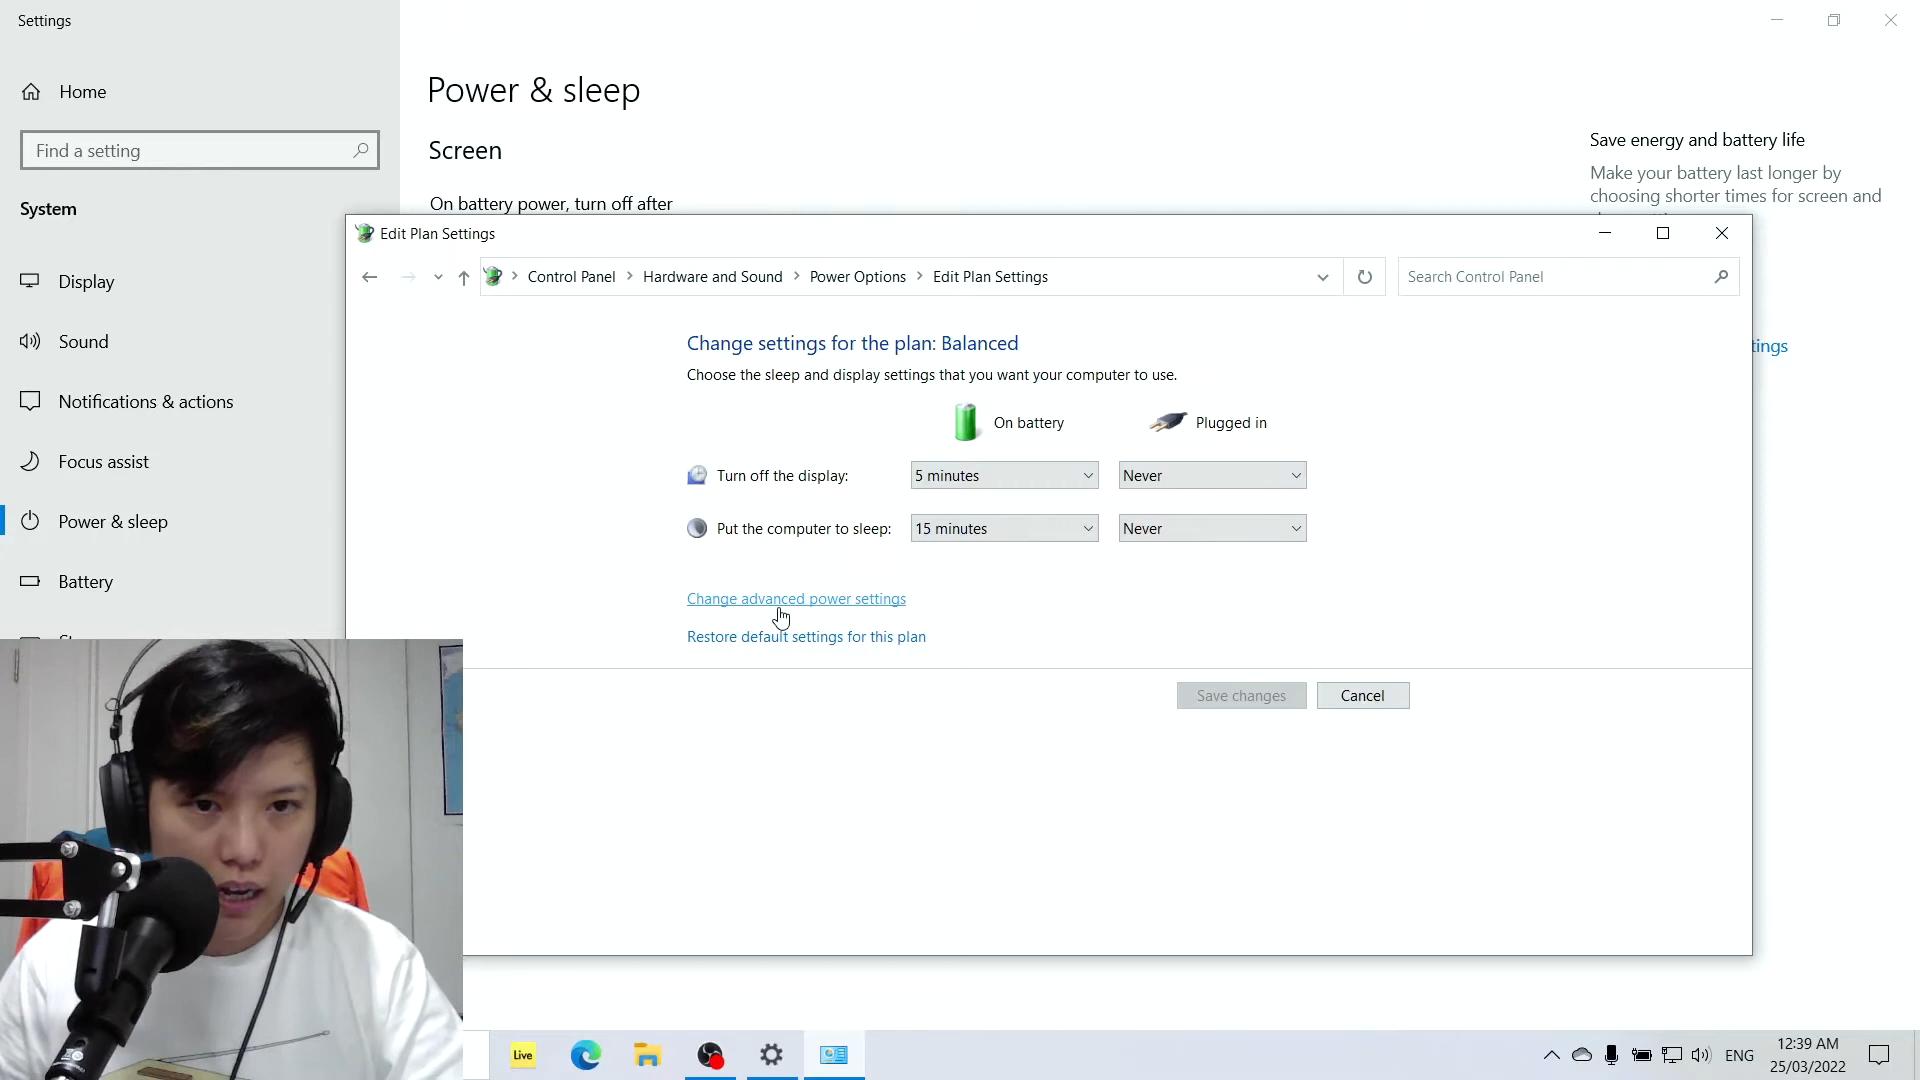 Settings
Home
Find a setting
System
Display
Sound
Notifications & actions
Focus assist
Power & sleep
Battery
Power & sleep
Screen
On battery power, turn off after
Save energy and battery life
Make your battery last longer by
choosing shorter times for screen and
tings
Edit Plan Settings
Control Panel
Hardware and Sound
Power Options
Edit Plan Settings
Search Control Panel
Change settings for the plan: Balanced
Choose the sleep and display settings that you want your computer to use.
On battery
Plugged in
Turn off the display:
5 minutes
Never
Put the computer to sleep:
15 minutes
Never
Change advanced power settings
Restore default settings for this plan
Save changes
Cancel
Live
ENG
12:39 AM
25/03/2022